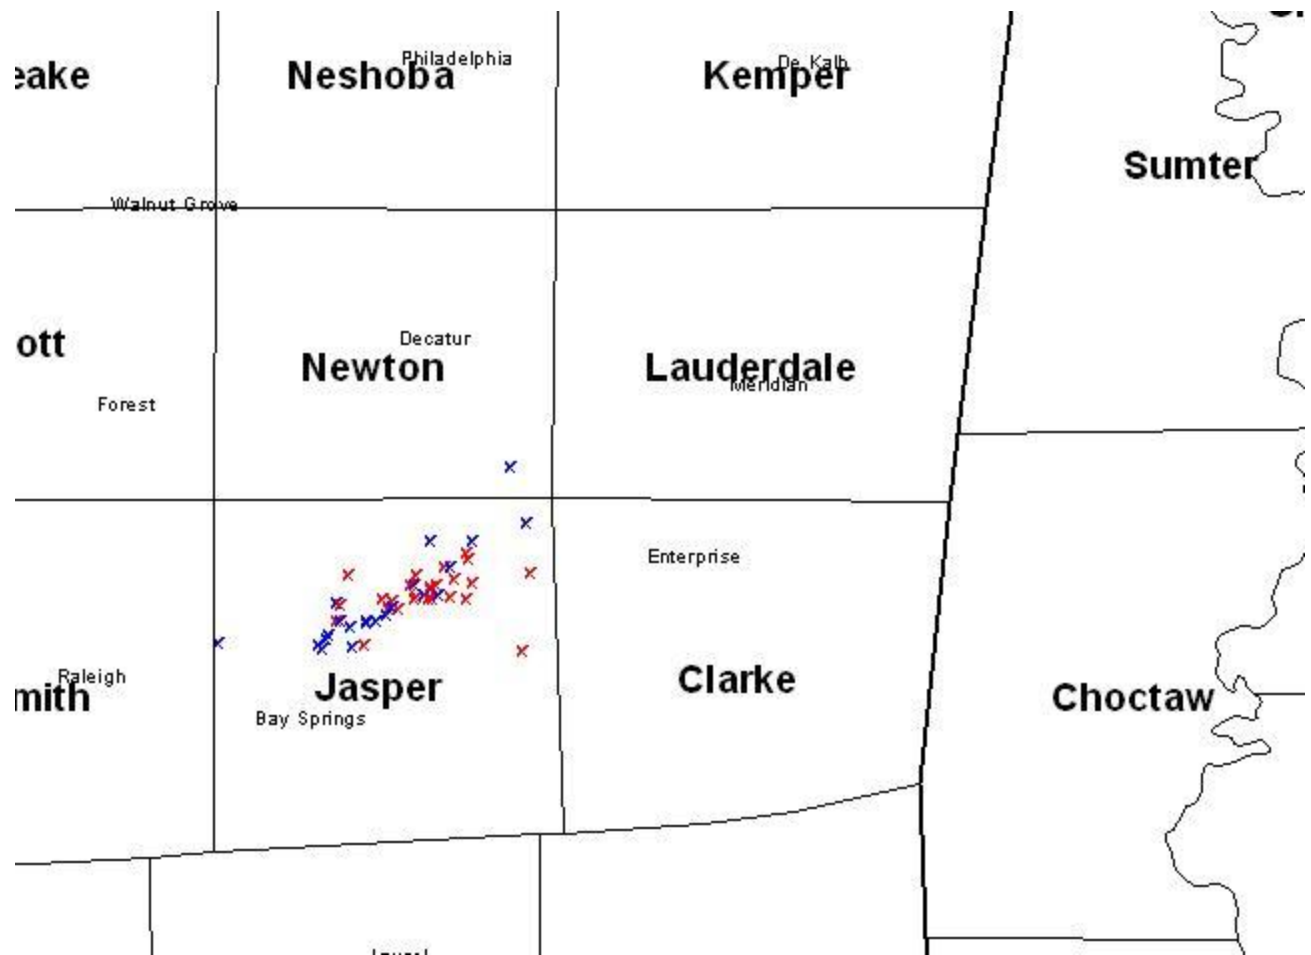 Philadelphia
De Kalb
eake
Neshoba
Kemper
Sumter
Walnut Grove
Decatur
ott
Newton
Lauderdale
Meridian
Forest
Enterprise
Raleigh
mith
Jasper
Clarke
Choctaw
Bay Springs